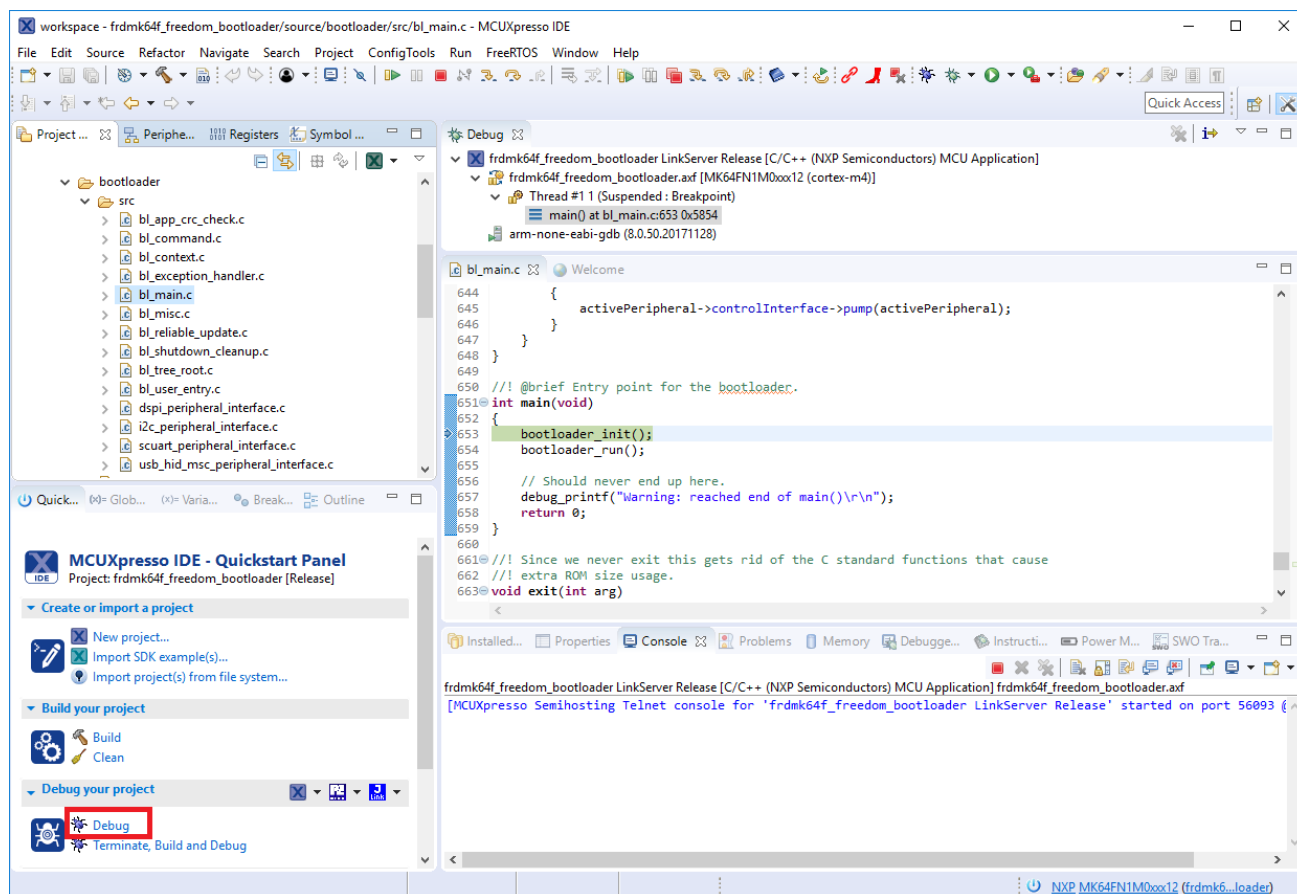 workspace - frdmk64f_freedom_bootloader/source/bootloader/src/bl_main.c - MCUXpresso IDE
File Edit Source Refactor Navigate Search Project ConfigTools Run FreeRTOS Window Help
Quick Access
Project ... Periphe... Registers Symbol ...
bootloader
src
bl_app_crc_check.c
bl_command.c
bl_context.c
bl_exception_handler.c
bl_main.c
bl_misc.c
bl_reliable_update.c
bl_shutdown_cleanup.c
bl_tree_root.c
bl_user_entry.c
dspi_peripheral_interface.c
i2c_peripheral_interface.c
scuart_peripheral_interface.c
usb_hid_msc_peripheral_interface.c
Quick... (x)= Glob... (x)= Varia... Break... Outline
MCUXpresso IDE - Quickstart Panel
IDE Project: frdmk64f_freedom_bootloader [Release]
Create or import a project
New project...
Import SDK example(s)...
Import project(s) from file system...
Build your project
Build
Clean
Debug your project
Debug
Terminate, Build and Debug
Debug
frdmk64f_freedom_bootloader LinkServer Release [C/C++ (NXP Semiconductors) MCU Application]
frdmk64f_freedom_bootloader.axf [MK64FN1M0xxx12 (cortex-m4)]
Thread #1 1 (Suspended : Breakpoint)
main() at bl_main.c:653 0x5854
arm-none-eabi-gdb (8.0.50.20171128)
bl_main.c Welcome
644 {
645 activePeripheral->controlInterface->pump(activePeripheral);
646 }
647 }
648 }
649
650 //! @brief Entry point for the bootloader.
651 int main(void)
652 {
653 bootloader_init();
654 bootloader_run();
655
656 // Should never end up here.
657 debug_printf("Warning: reached end of main()\r\n");
658 return 0;
659 }
660
661 //! Since we never exit this gets rid of the C standard functions that cause
662 //! extra ROM size usage.
663 void exit(int arg)
Installed... Properties Console Problems Memory Debugge... Instructi... Power M... SWO Tra...
frdmk64f_freedom_bootloader LinkServer Release [C/C++ (NXP Semiconductors) MCU Application] frdmk64f_freedom_bootloader.axf
[MCUXpresso Semihosting Telnet console for 'frdmk64f_freedom_bootloader LinkServer Release' started on port 56093 @
NXP MK64FN1M0xxx12 (frdmk6...loader)